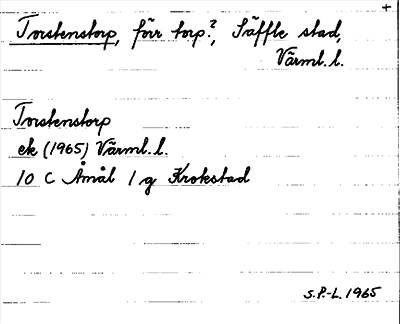 +
Torstenstorp, förr torp?, Säffle stad,
Värml. l.
Torstenstorp
ek (1965) Värml. l.
10 C Åmål 1 g Krokstad
S.P.-L. 1965